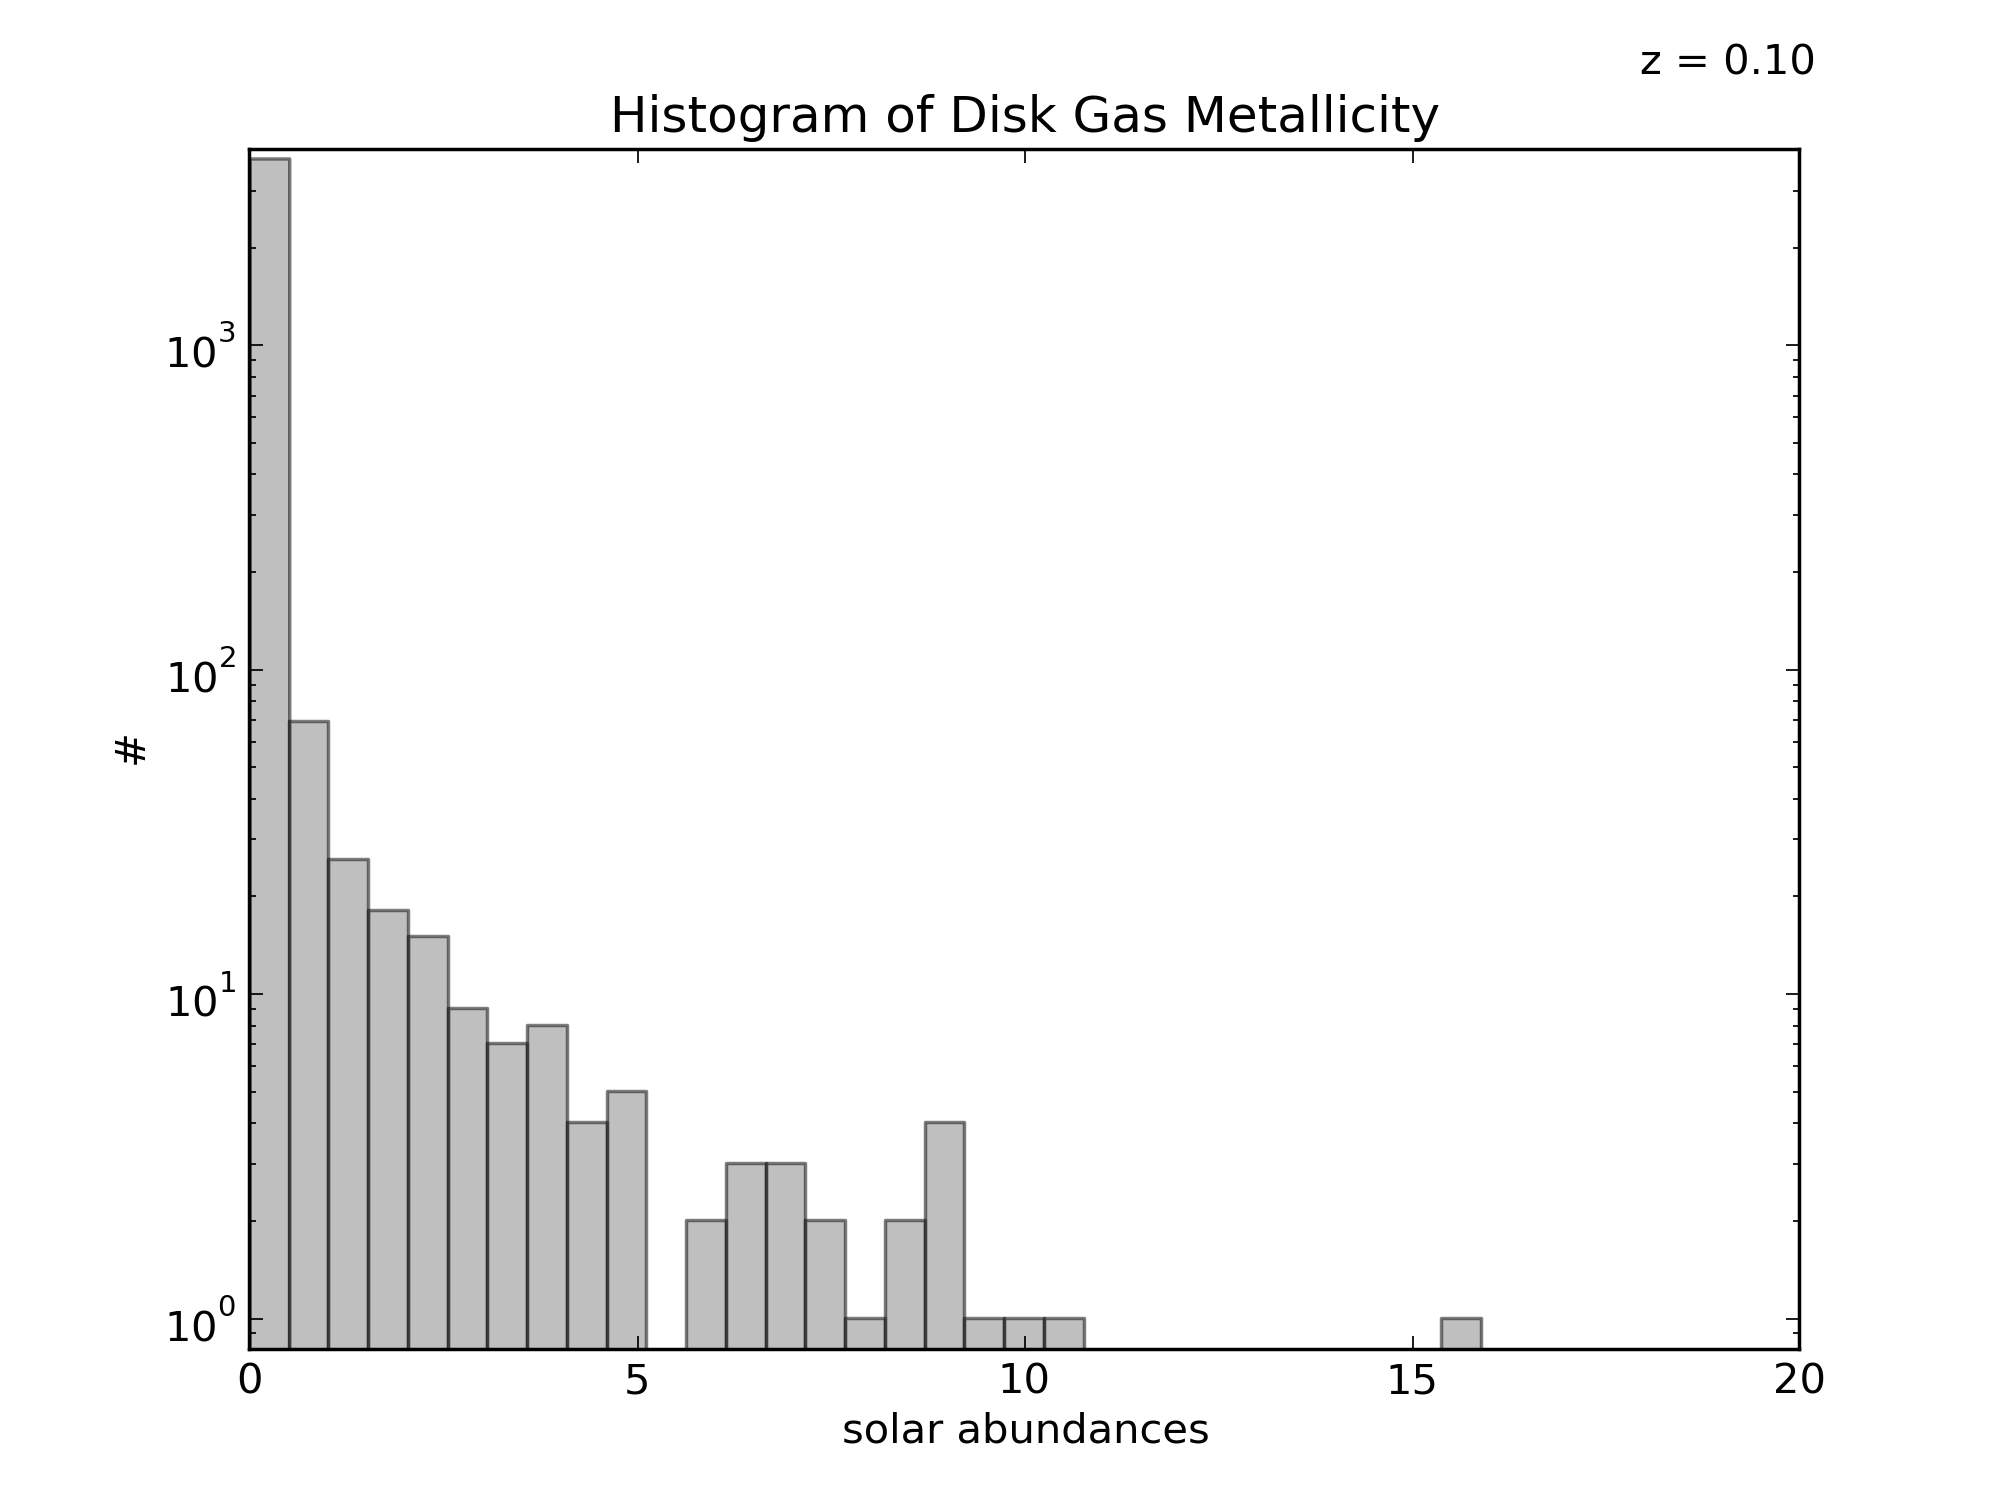 z = 0.10
Histogram of Disk Gas Metallicity
10³
10²
#
10¹
10⁰
0 5 10 15 20
solar abundances